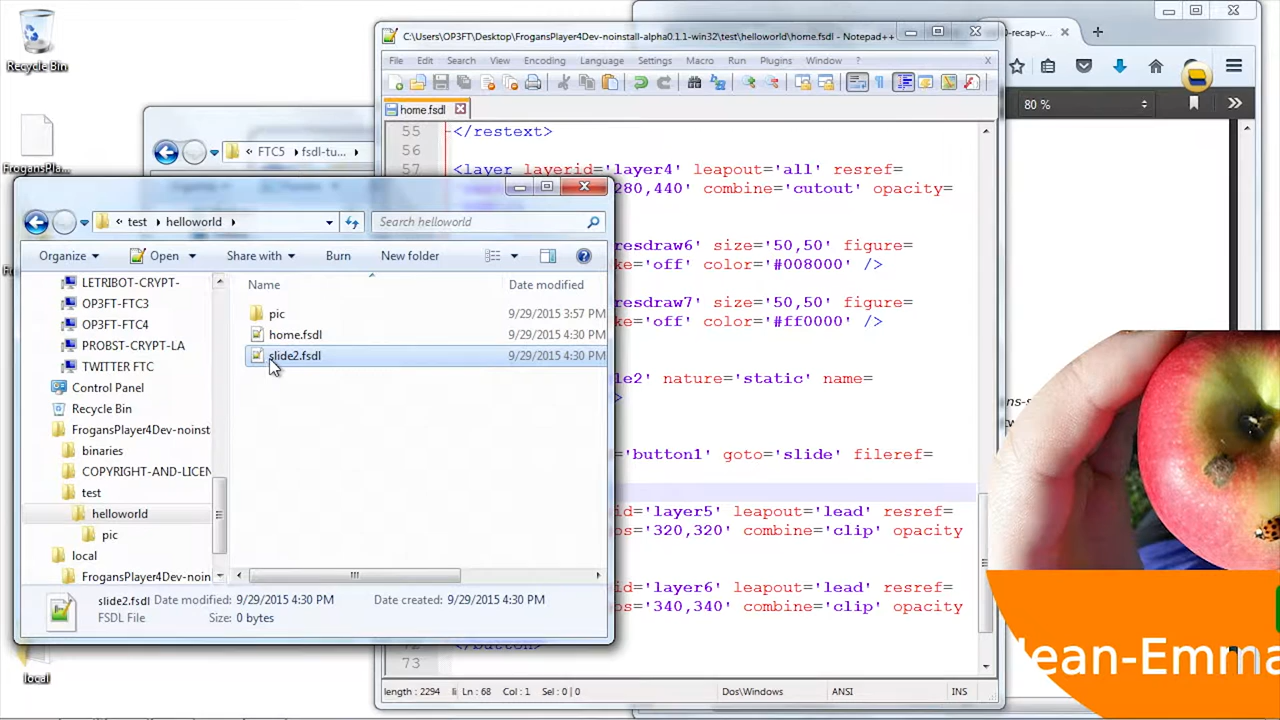 Recycle Bin
FrogansPla...
local
FTC5
fsdl-tu...
test
helloworld
Search helloworld
Organize
Open
Share with
Burn
New folder
LETRIBOT-CRYPT-
OP3FT-FTC3
OP3FT-FTC4
PROBST-CRYPT-LA
TWITTER FTC
Control Panel
Recycle Bin
FrogansPlayer4Dev-noinst
binaries
COPYRIGHT-AND-LICEN
test
helloworld
pic
local
FrogansPlayer4Dev-noin
Name
Date modified
pic
9/29/2015 3:57 PM
home.fsdl
9/29/2015 4:30 PM
slide2.fsdl
9/29/2015 4:30 PM
slide2.fsdl Date modified: 9/29/2015 4:30 PM
Date created: 9/29/2015 4:30 PM
FSDL File
Size: 0 bytes
C:\Users\OP3FT\Desktop\FrogansPlayer4Dev-noinstall-alpha0.1.1-win32\test\helloworld\home.fsdl - Notepad++
File Edit Search View Encoding Language Settings Macro Run Plugins Window ? X
home.fsdl
55 </restext>
56
57 <layer layerid='layer4' leapout='all' resref=
280,440' combine='cutout' opacity=
resdraw6' size='50,50' figure=
ke='off' color='#008000' />
resdraw7' size='50,50' figure=
ke='off' color='#ff0000' />
le2' nature='static' name=
>
='button1' goto='slide' fileref=
id='layer5' leapout='lead' resref=
os='320,320' combine='clip' opacity
id='layer6' leapout='lead' resref=
os='340,340' combine='clip' opacity
72 </button>
73
length : 2294 li Ln : 68 Col : 1 Sel : 0 | 0
Dos\Windows
ANSI
INS
0-recap-v...
80 %
ns-s
tw
Jean-Emma